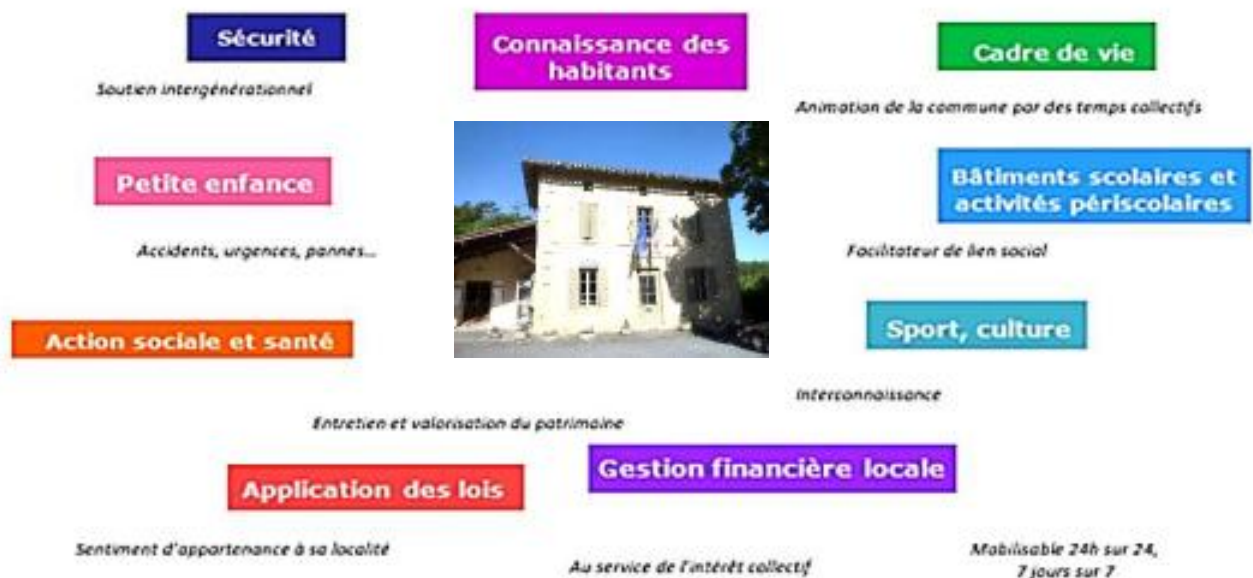 Sécurité
Connaissance des
habitants
Cadre de vie
Soutien intergénérationnel
Animation de la commune par des temps collectifs
Petite enfance
Bâtiments scolaires et
activités périscolaires
Accidents, urgences, pannes...
Facilitateur de lien social
Action sociale et santé
Sport, culture
Interconnaissance
Entretien et valorisation du patrimoine
Gestion financière locale
Application des lois
Sentiment d'appartenance à sa localité
Au service de l'intérêt collectif
Mobilisable 24h sur 24,
7 jours sur 7